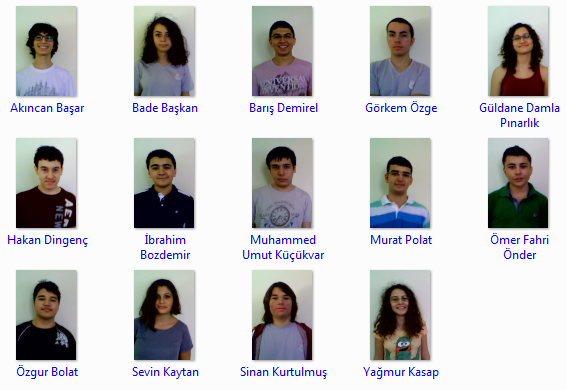 Akıncan Başar
Bade Başkan
Barış Demirel
Görkem Özge
Güldane Damla
Pınarlık
Hakan Dingenç
İbrahim
Bozdemir
Muhammed
Umut Küçükvar
Murat Polat
Ömer Fahri
Önder
Özgur Bolat
Sevin Kaytan
Sinan Kurtulmuş
Yağmur Kasap